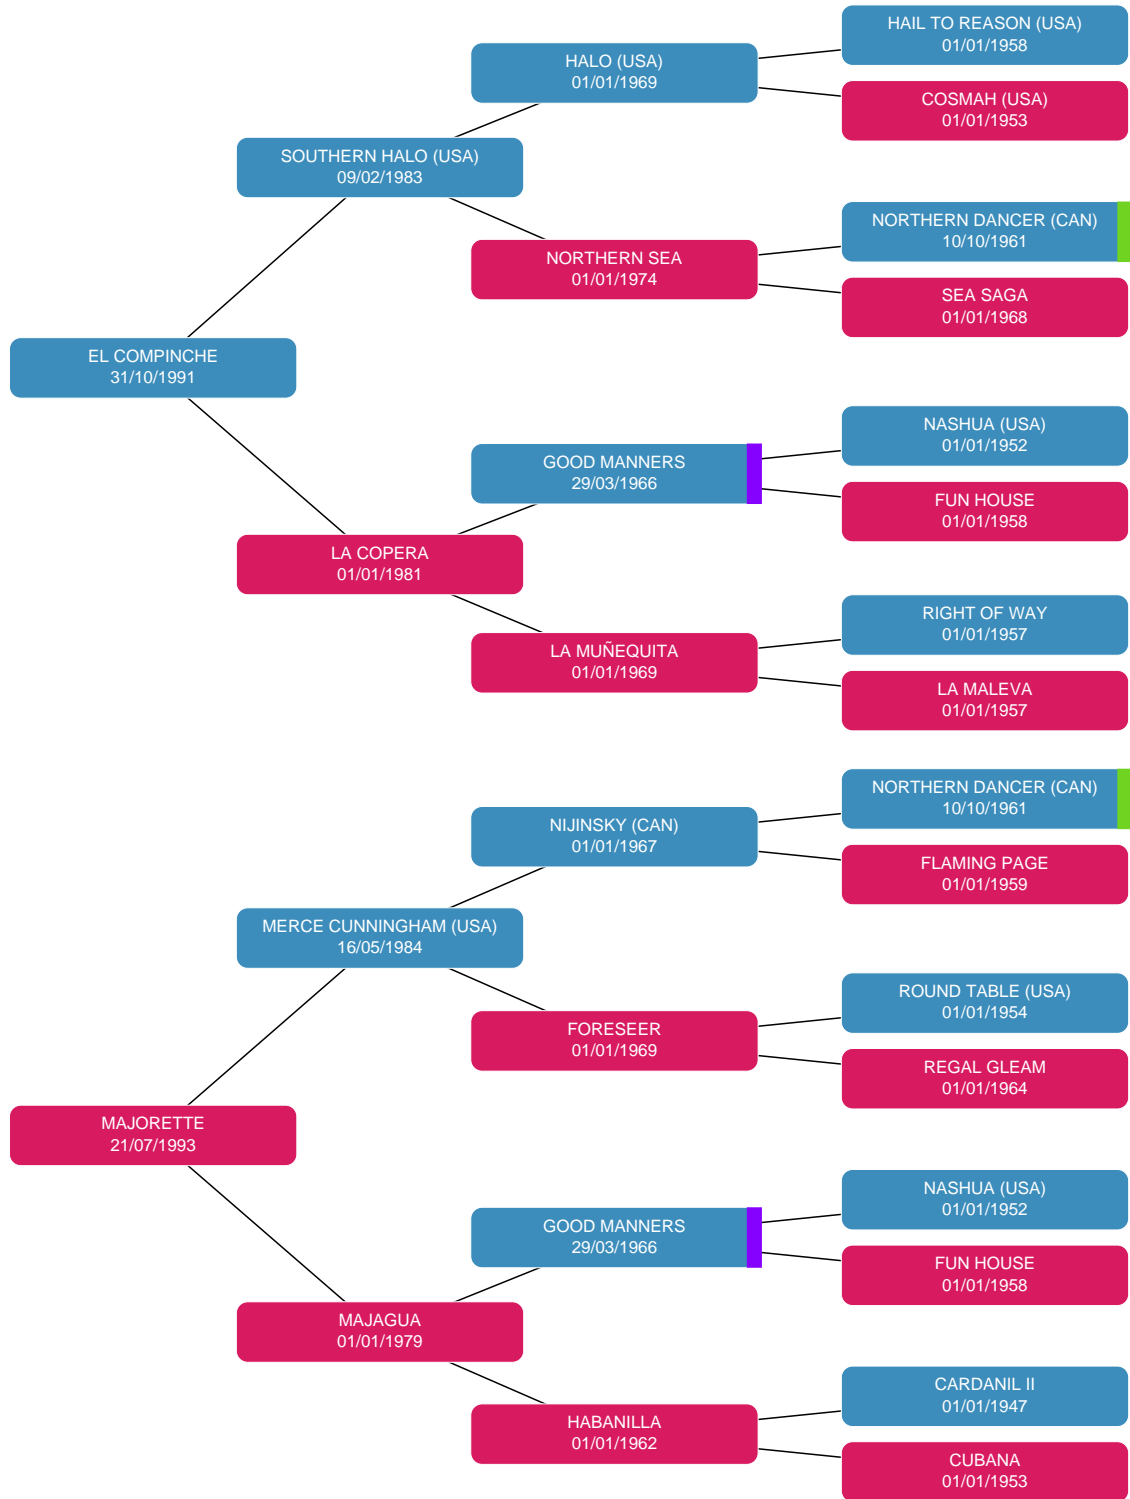 HAIL TO REASON (USA)
01/01/1958
HALO (USA)
01/01/1969
COSMAH (USA)
01/01/1953
SOUTHERN HALO (USA)
09/02/1983
NORTHERN DANCER (CAN)
10/10/1961
NORTHERN SEA
01/01/1974
SEA SAGA
01/01/1968
EL COMPINCHE
31/10/1991
NASHUA (USA)
01/01/1952
GOOD MANNERS
29/03/1966
FUN HOUSE
01/01/1958
LA COPERA
01/01/1981
RIGHT OF WAY
01/01/1957
LA MUÑEQUITA
01/01/1969
LA MALEVA
01/01/1957
NORTHERN DANCER (CAN)
10/10/1961
NIJINSKY (CAN)
01/01/1967
FLAMING PAGE
01/01/1959
MERCE CUNNINGHAM (USA)
16/05/1984
ROUND TABLE (USA)
01/01/1954
FORESEER
01/01/1969
REGAL GLEAM
01/01/1964
MAJORETTE
21/07/1993
NASHUA (USA)
01/01/1952
GOOD MANNERS
29/03/1966
FUN HOUSE
01/01/1958
MAJAGUA
01/01/1979
CARDANIL II
01/01/1947
HABANILLA
01/01/1962
CUBANA
01/01/1953